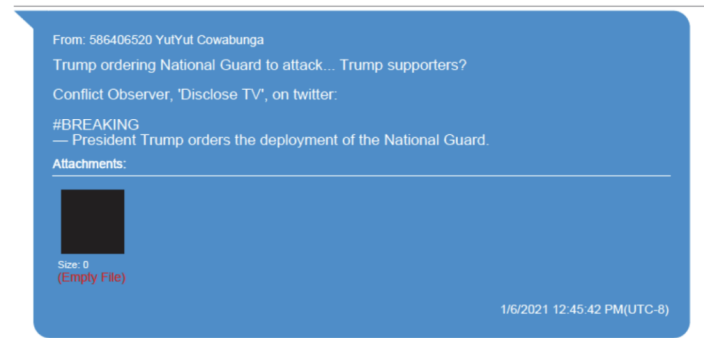 From: 586406520 YutYut Cowabunga
Trump ordering National Guard to attack... Trump supporters?
Conflict Observer, 'Disclose TV', on twitter:
#BREAKING
— President Trump orders the deployment of the National Guard.
Attachments:
Size: 0
(Empty File)
1/6/2021 12:45:42 PM(UTC-8)